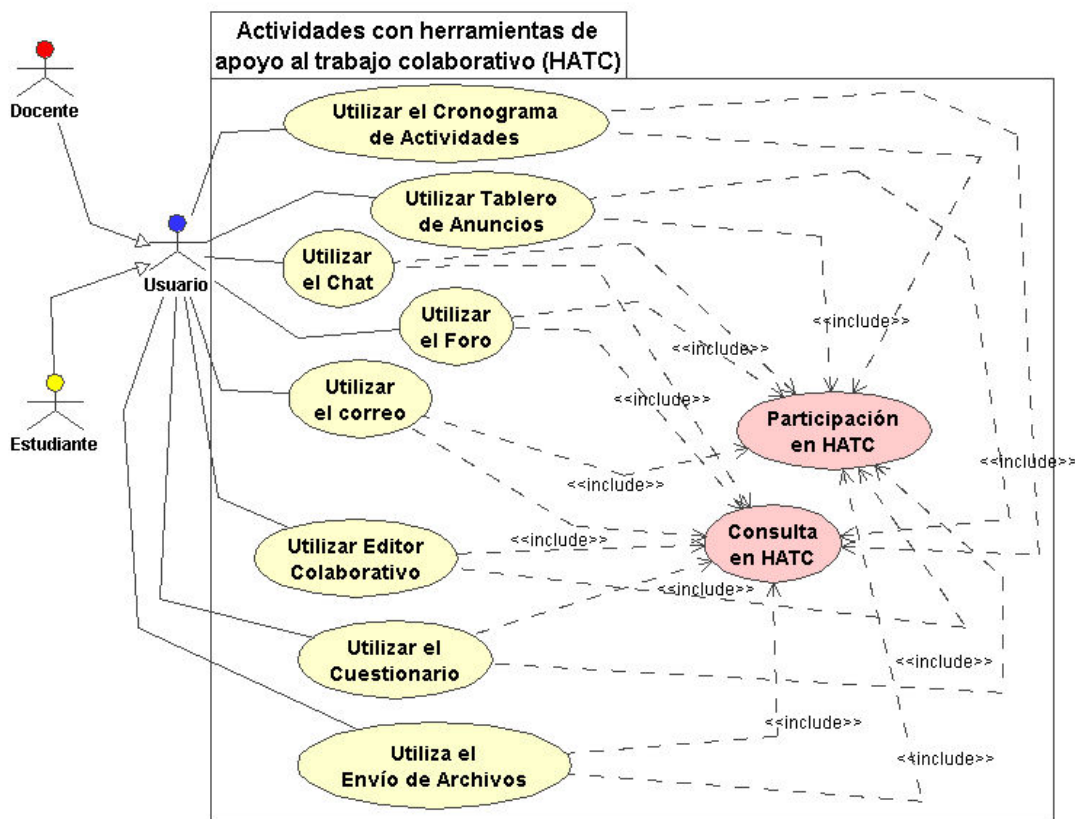 Actividades con herramientas de
apoyo al trabajo colaborativo (HATC)
Docente
Utilizar el Cronograma
de Actividades
Utilizar Tablero
de Anuncios
Usuario
Utilizar
el Chat
Utilizar
el Foro
<<include>>
<<include>>
Estudiante
Utilizar
el correo
<<include>>
Participación
en HATC
<<include>>
<<include>>
<<include>>
Utilizar Editor
Colaborativo
<<include>>
Consulta
en HATC
<<include>>
Utilizar el
Cuestionario
<<include>>
Utiliza el
Envío de Archivos
<<include>>
<<include>>